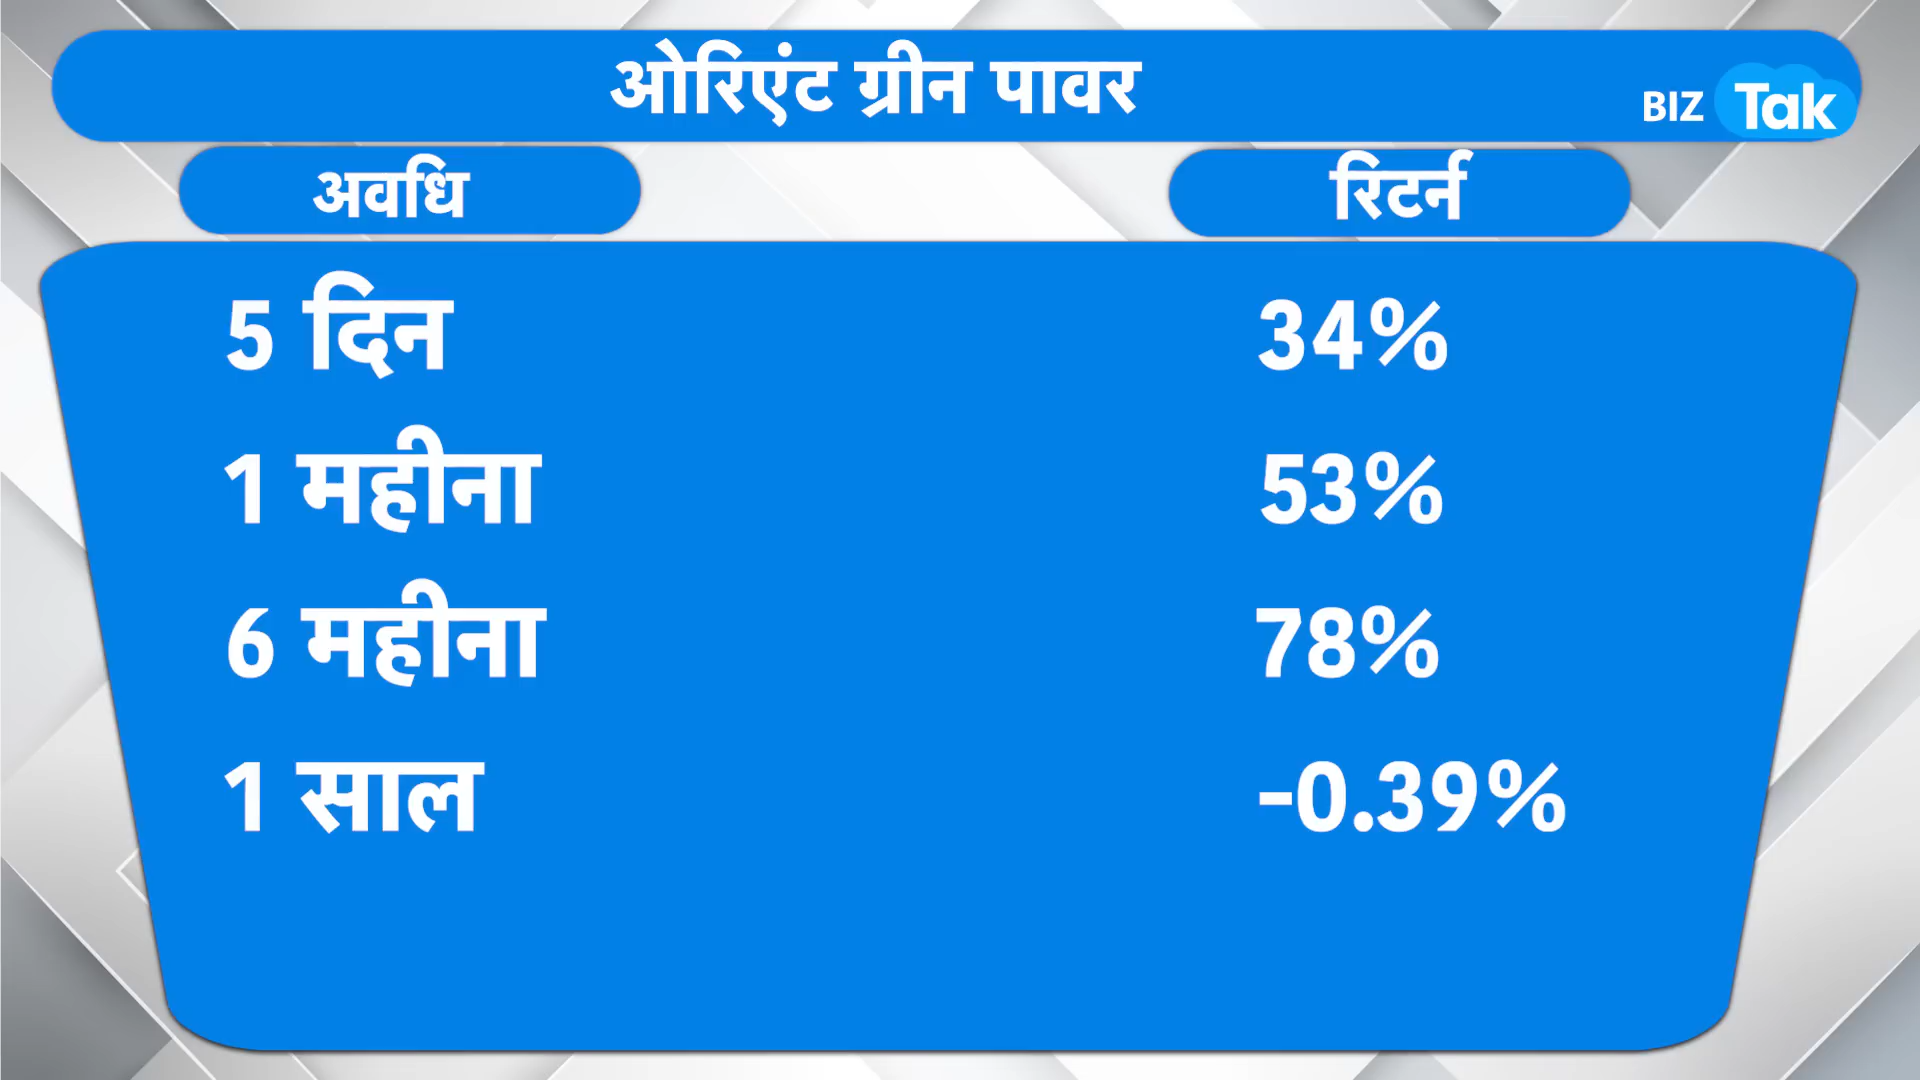 ओरिएंट ग्रीन पावर
BIZ Tak
अवधि रिटर्न
5 दिन 34%
1 महीना 53%
6 महीना 78%
1 साल -0.39%